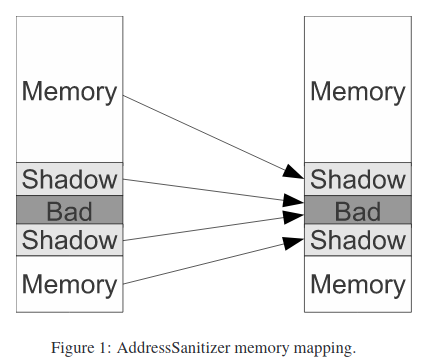 Memory Memory
Shadow Shadow
Bad Bad
Shadow Shadow
Memory Memory
Figure 1: AddressSanitizer memory mapping.